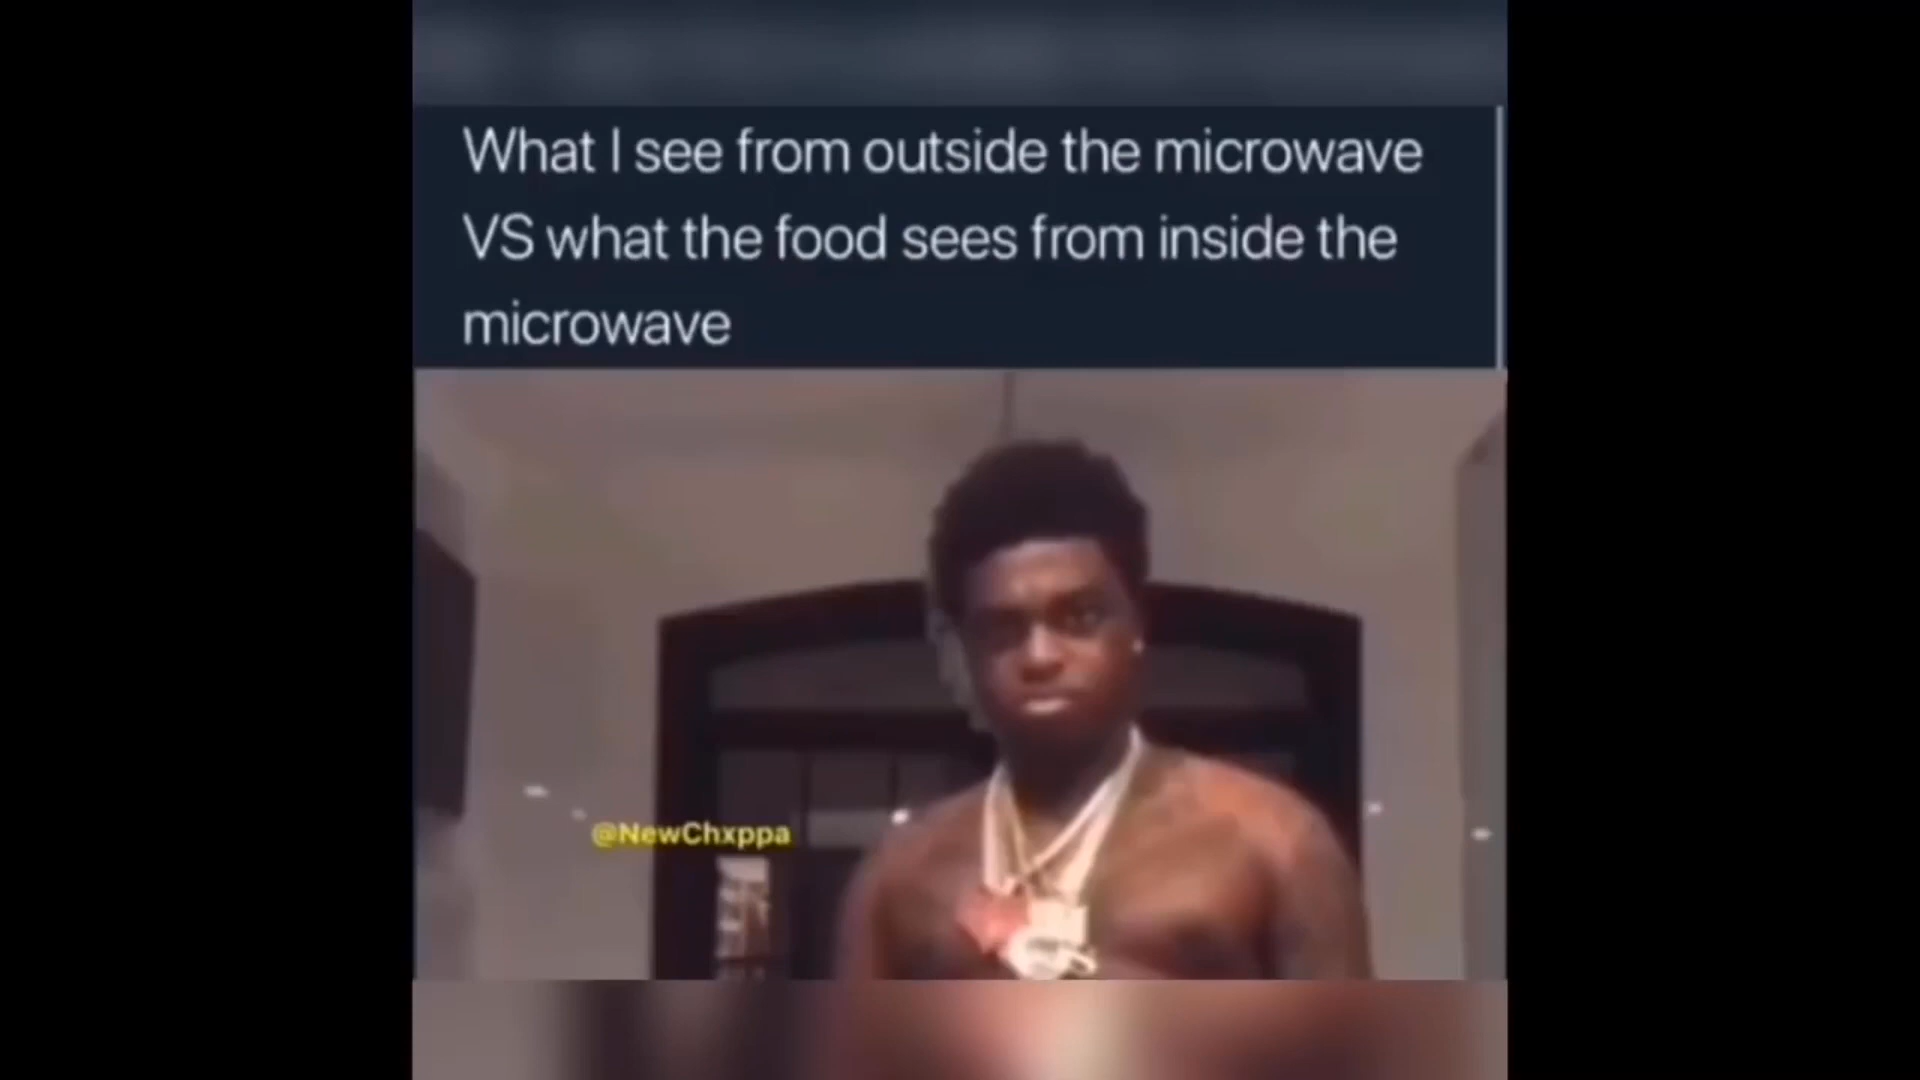 What I see from outside the microwave
VS what the food sees from inside the
microwave
@NewChxppa